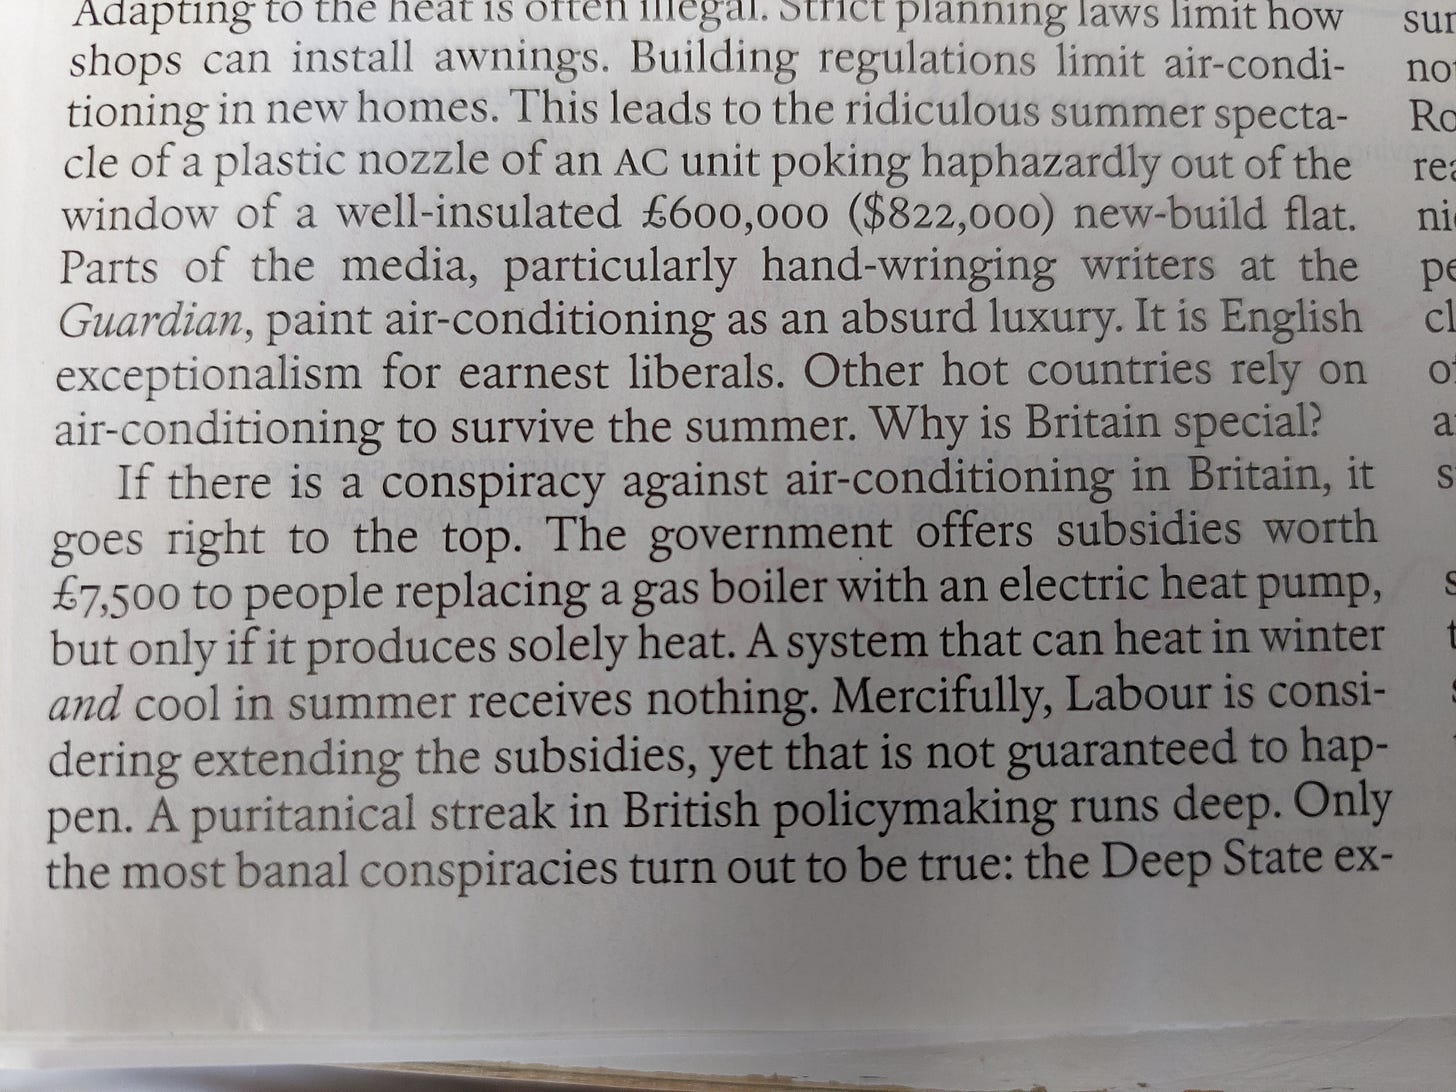 Adapting to the heat is often illegal. Strict planning laws limit how
shops can install awnings. Building regulations limit air-condi-
tioning in new homes. This leads to the ridiculous summer specta-
cle of a plastic nozzle of an AC unit poking haphazardly out of the
window of a well-insulated £600,000 ($822,000) new-build flat.
Parts of the media, particularly hand-wringing writers at the
Guardian, paint air-conditioning as an absurd luxury. It is English
exceptionalism for earnest liberals. Other hot countries rely on
air-conditioning to survive the summer. Why is Britain special?
If there is a conspiracy against air-conditioning in Britain, it
goes right to the top. The government offers subsidies worth
£7,500 to people replacing a gas boiler with an electric heat pump,
but only if it produces solely heat. A system that can heat in winter
and cool in summer receives nothing. Mercifully, Labour is consi-
dering extending the subsidies, yet that is not guaranteed to hap-
pen. A puritanical streak in British policymaking runs deep. Only
the most banal conspiracies turn out to be true: the Deep State ex-